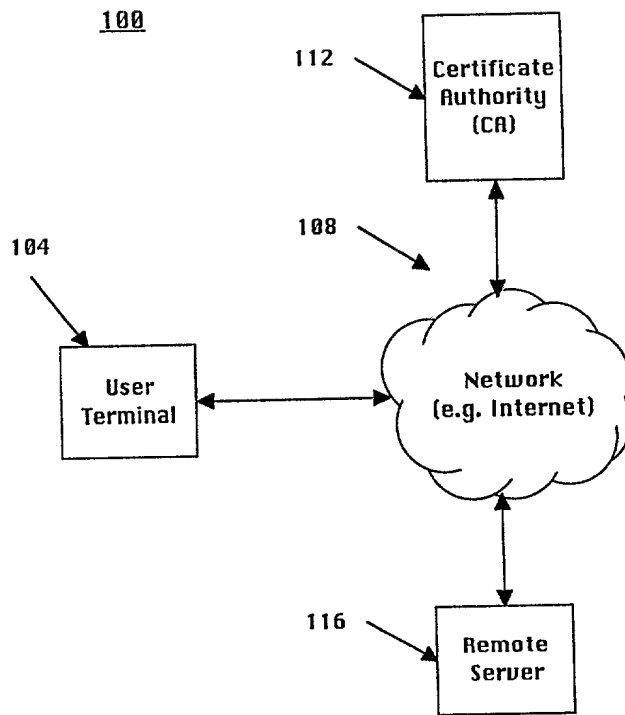 100
112
Certificate
Authority
(CA)
108
104
User
Terminal
Network
(e.g. Internet)
116
Remote
Server